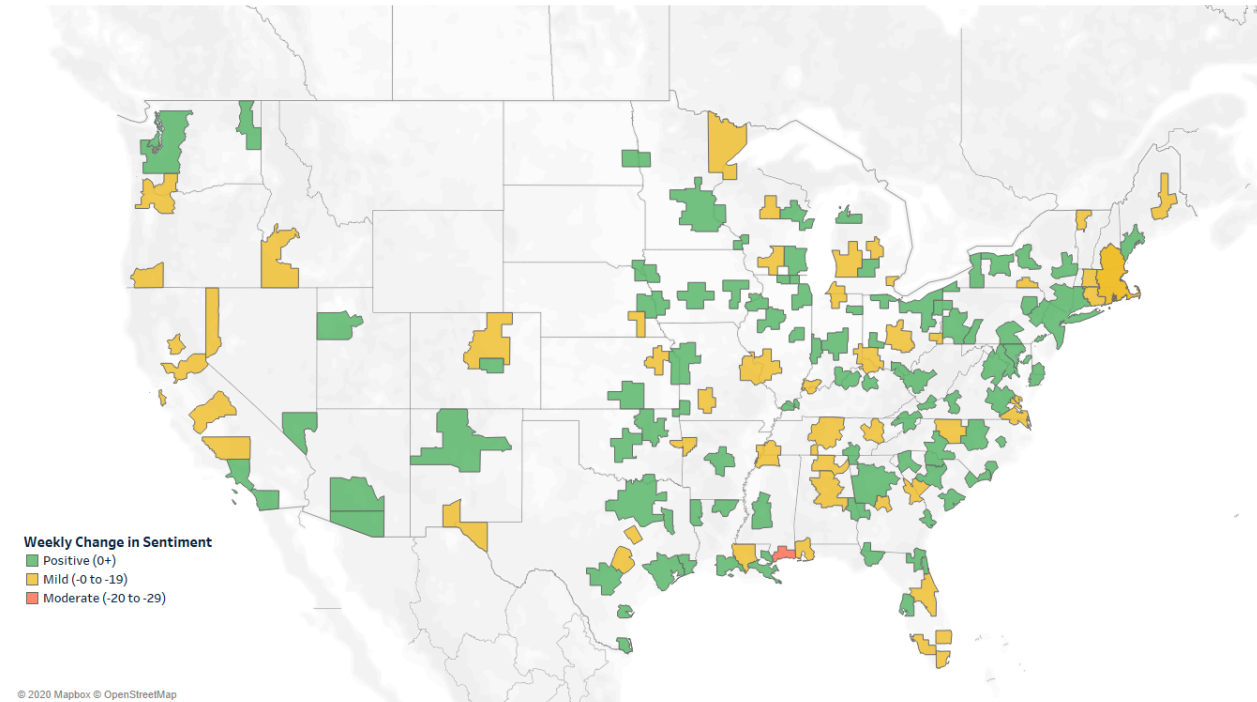 Weekly Change in Sentiment
Positive (0+)
Mild (-0 to -19)
Moderate (-20 to -29)
© 2020 Mapbox © OpenStreetMap